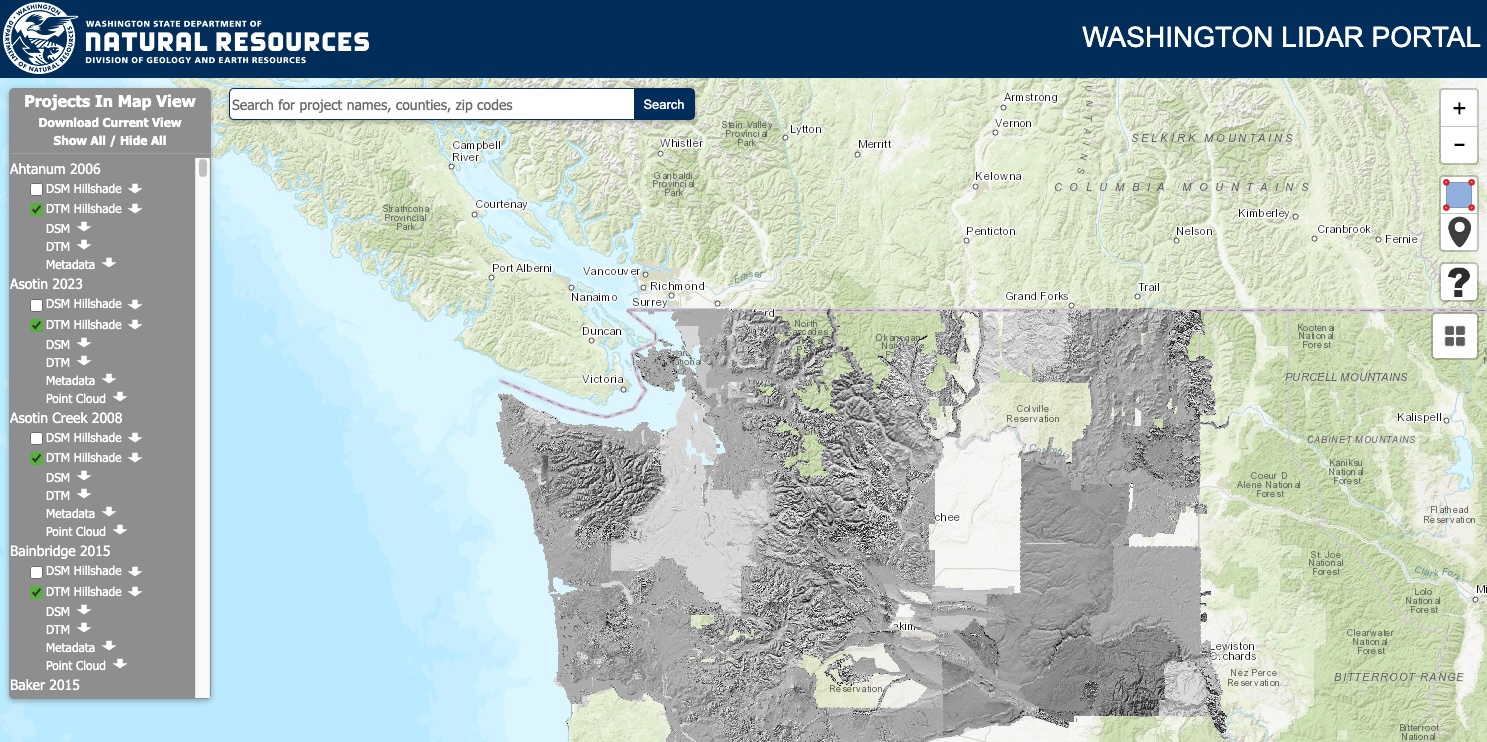 WASHINGTON STATE DEPARTMENT OF
NATURAL RESOURCES
DIVISION OF GEOLOGY AND EARTH RESOURCES
WASHINGTON LIDAR PORTAL
Projects In Map View
Download Current View
Show All / Hide All
Ahtanum 2006
DSM Hillshade
DTM Hillshade
DSM
DTM
Metadata
Asotin 2023
DSM Hillshade
DTM Hillshade
DSM
DTM
Metadata
Point Cloud
Asotin Creek 2008
DSM Hillshade
DTM Hillshade
DSM
DTM
Metadata
Point Cloud
Bainbridge 2015
DSM Hillshade
DTM Hillshade
DSM
DTM
Metadata
Point Cloud
Baker 2015
Search for project names, counties, zip codes
Search
+
-
?
Campbell
River
Whistler
Stein Valley
Provincial
Park
Lytton
Merritt
Armstrong
Vernon
SELKIRK MOUNTAINS
Garibaldi
Provincial
Park
Kelowna
COLUMBIA MOUNTAINS
Strathcona
Provincial
Park
Courtenay
Penticton
Nelson
Kimberley
Cranbrook
Fernie
Port Alberni
Vancouver
Fraser
Nanaimo
Richmond
Surrey
Grand Forks
Trail
Duncan
Victoria
North
Kootenai
National
Forest
PURCELL MOUNTAINS
Colville
Reservation
Kalispell
CABINET MOUNTAINS
Coeur D
Alene National
Forest
Kaniksu
National
Forest
Flathead
Reservation
chee
St. Joe
National
Forest
Clark Fork
Lolo
National
Forest
Mi
Clearwater
National
Forest
Lewiston
Nez Perce
Reservation
BITTERROOT RANGE
Reservation
Bitterroot
National